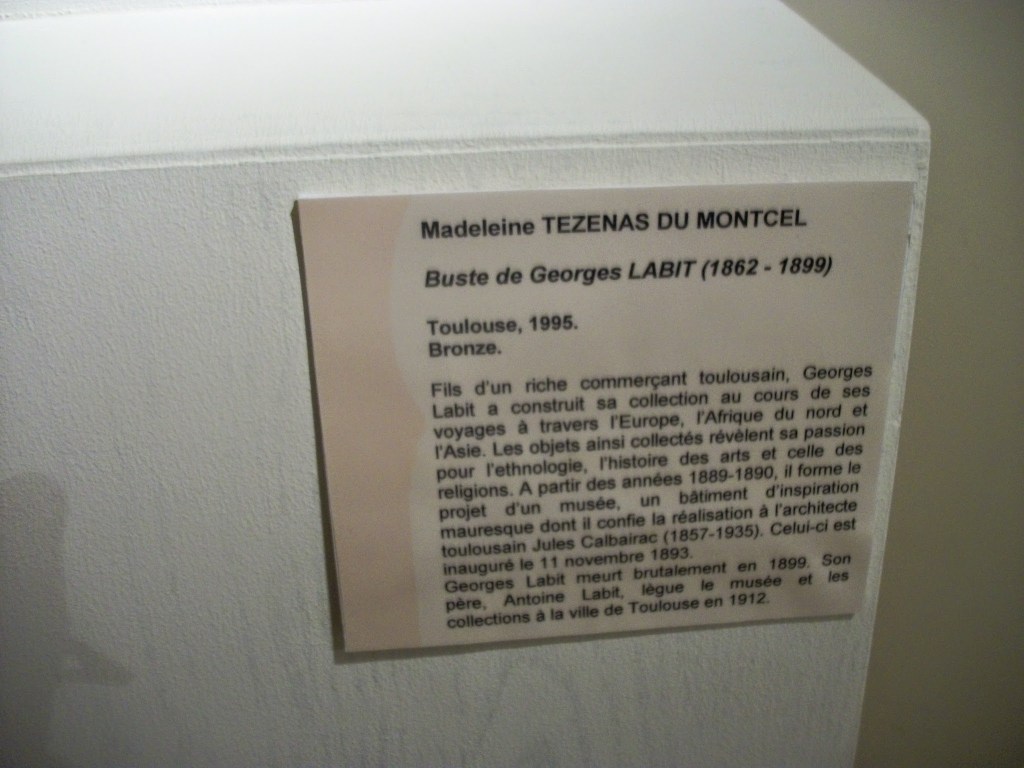 Madeleine TEZENAS DU MONTCEL
Buste de Georges LABIT (1862 - 1899)
Toulouse, 1995.
Bronze.
Fils d'un riche commerçant toulousain, Georges
Labit a construit sa collection au cours de ses
voyages à travers l'Europe, l'Afrique du nord et
l'Asie. Les objets ainsi collectés révèlent sa passion
pour l'ethnologie, l'histoire des arts et celle des
religions. A partir des années 1889-1890, il forme le
projet d'un musée, un bâtiment d'inspiration
mauresque dont il confie la réalisation à l'architecte
toulousain Jules Calbairac (1857-1935). Celui-ci est
inauguré le 11 novembre 1893.
Georges Labit meurt brutalement en 1899. Son
père, Antoine Labit, lègue le musée et les
collections à la ville de Toulouse en 1912.